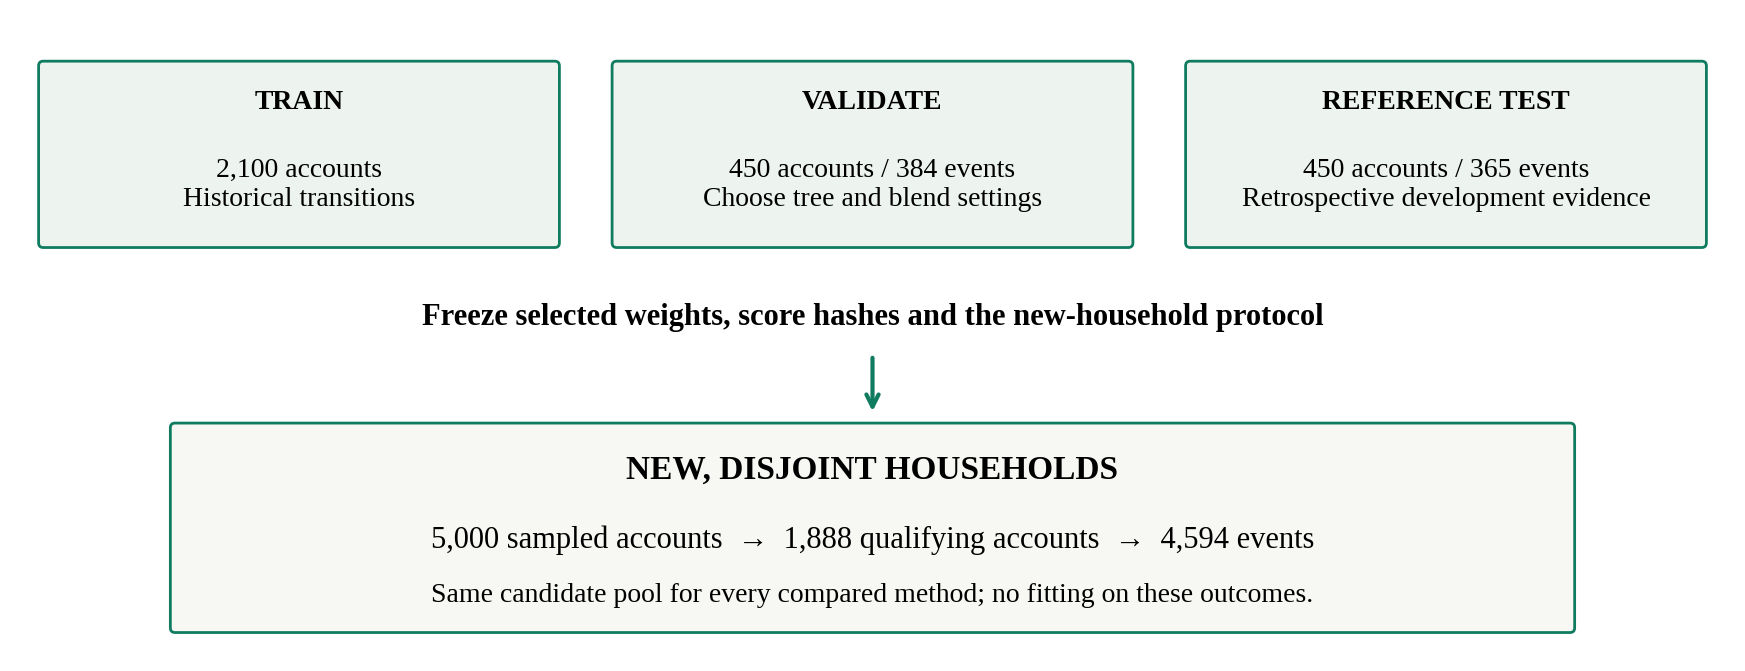 TRAIN
2,100 accounts
Historical transitions
VALIDATE
450 accounts / 384 events
Choose tree and blend settings
REFERENCE TEST
450 accounts / 365 events
Retrospective development evidence
Freeze selected weights, score hashes and the new-household protocol
NEW, DISJOINT HOUSEHOLDS
5,000 sampled accounts → 1,888 qualifying accounts → 4,594 events
Same candidate pool for every compared method; no fitting on these outcomes.